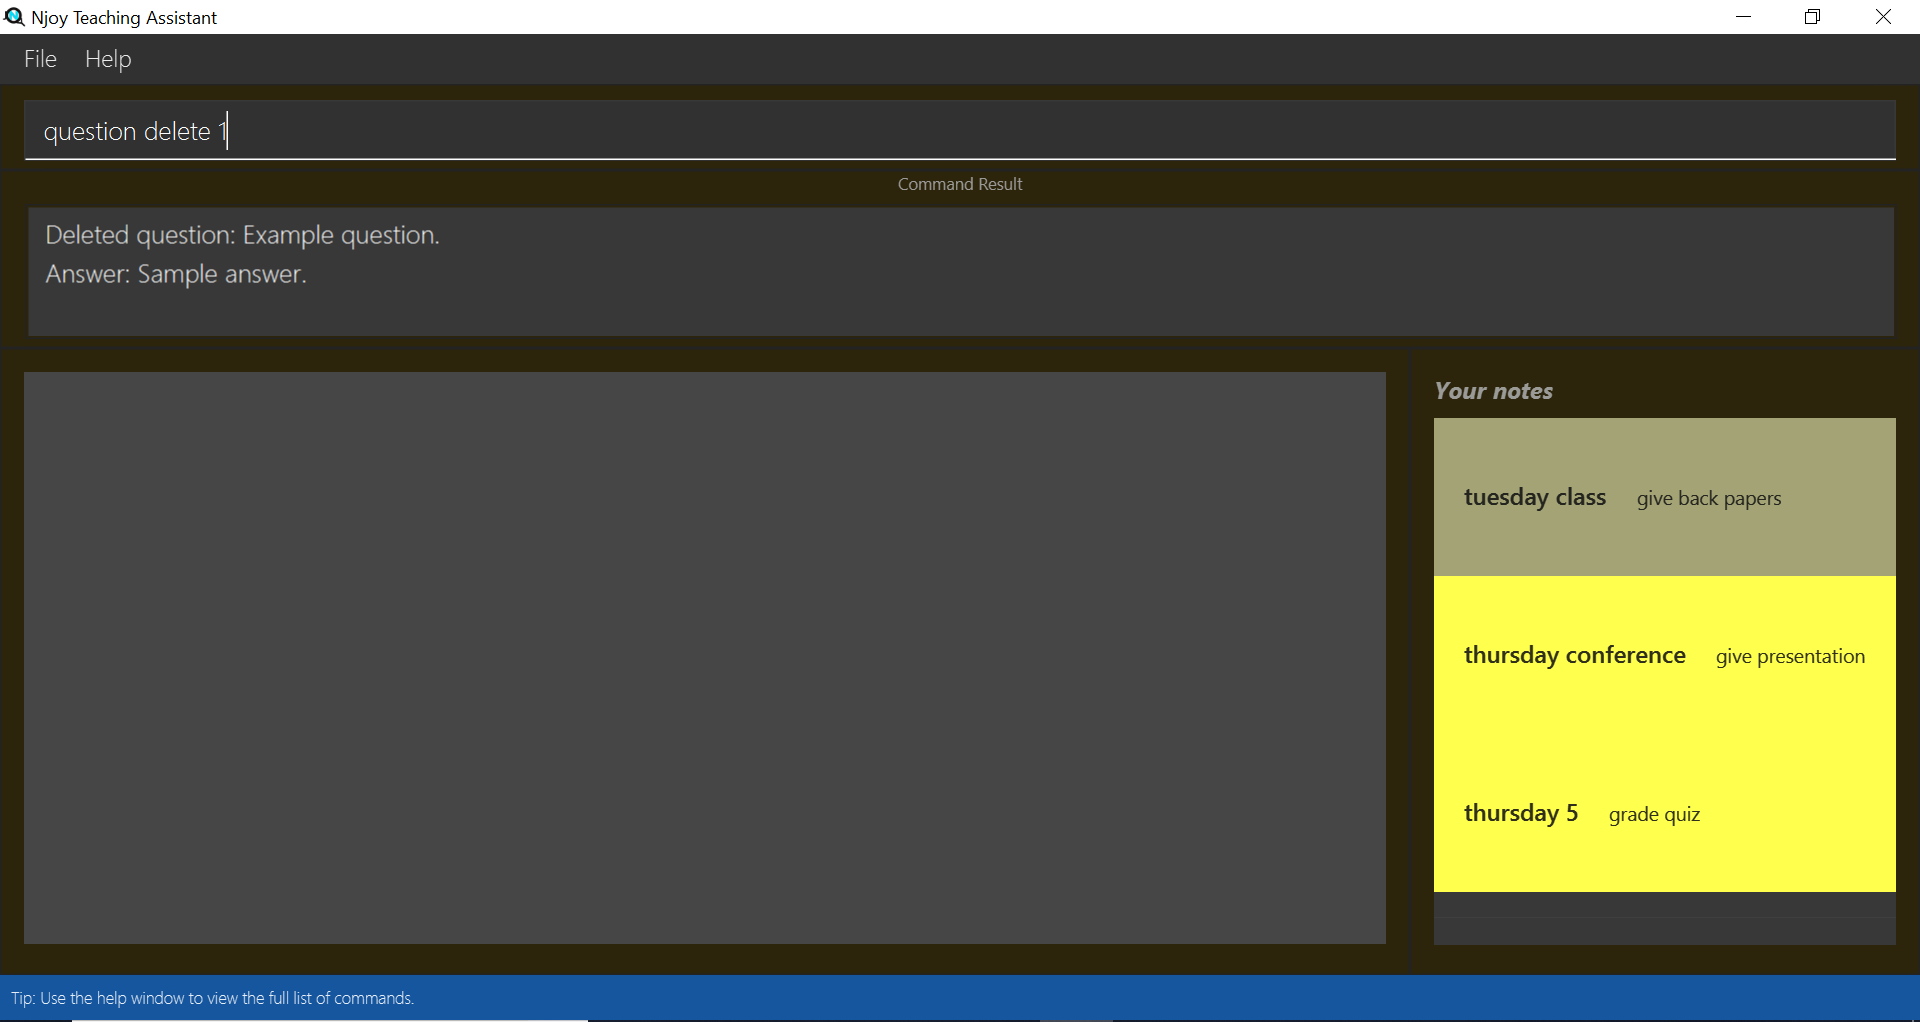 Njoy Teaching Assistant
File Help
question delete 1
Command Result
Deleted question: Example question.
Answer: Sample answer.
Your notes
tuesday class give back papers
thursday conference give presentation
thursday 5 grade quiz
Tip: Use the help window to view the full list of commands.